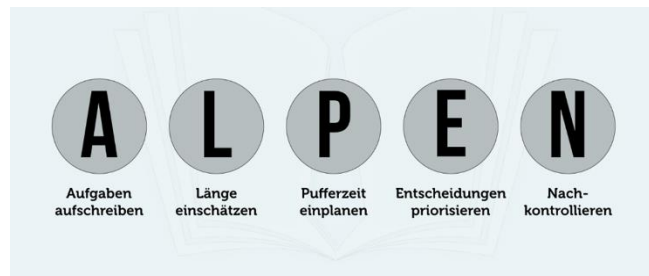 A L P E N
Aufgaben aufschreiben
Länge einschätzen
Pufferzeit einplanen
Entscheidungen priorisieren
Nach-
kontrollieren